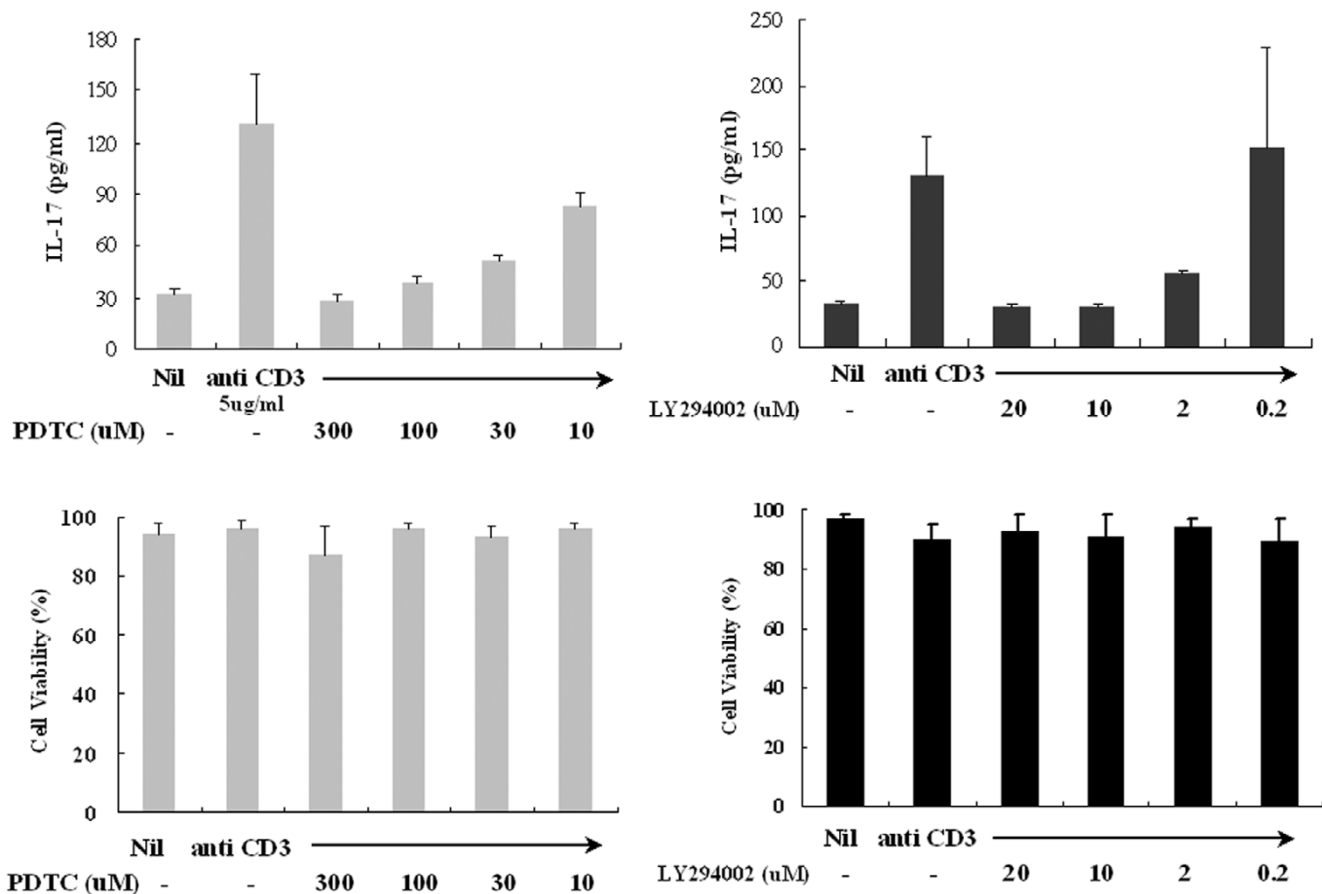 180
150
120
90
60
30
0
IL-17 (pg/ml)
Nil anti CD3
5ug/ml
PDTC (uM) - - 300 100 30 10
250
200
150
100
50
0
IL-17 (pg/ml)
Nil anti CD3
LY294002 (uM) - - 20 10 2 0.2
100
80
60
40
20
0
Cell Viability (%)
Nil anti CD3
PDTC (uM) - - 300 100 30 10
100
80
60
40
20
0
Cell Viability (%)
Nil anti CD3
LY294002 (uM) - - 20 10 2 0.2